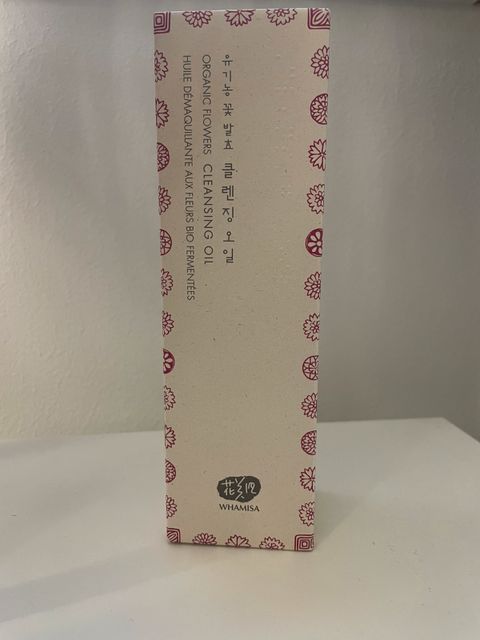 유기농 꽃 발효 클렌징 오일
ORGANIC FLOWERS CLEANSING OIL
HUILE DÉMAQUILLANTE AUX FLEURS BIO FERMENTÉES
WHAMISA